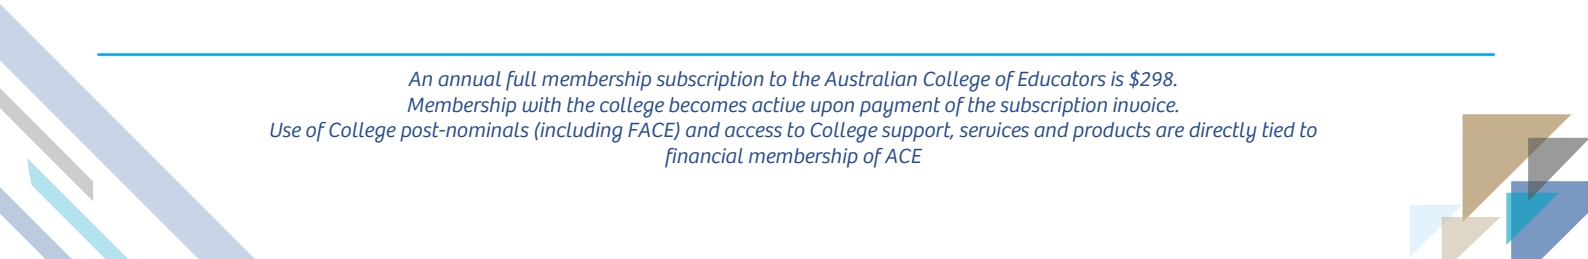 An annual full membership subscription to the Australian College of Educators is $298.
Membership with the college becomes active upon payment of the subscription invoice.
Use of College post-nominals (including FACE) and access to College support, services and products are directly tied to
financial membership of ACE